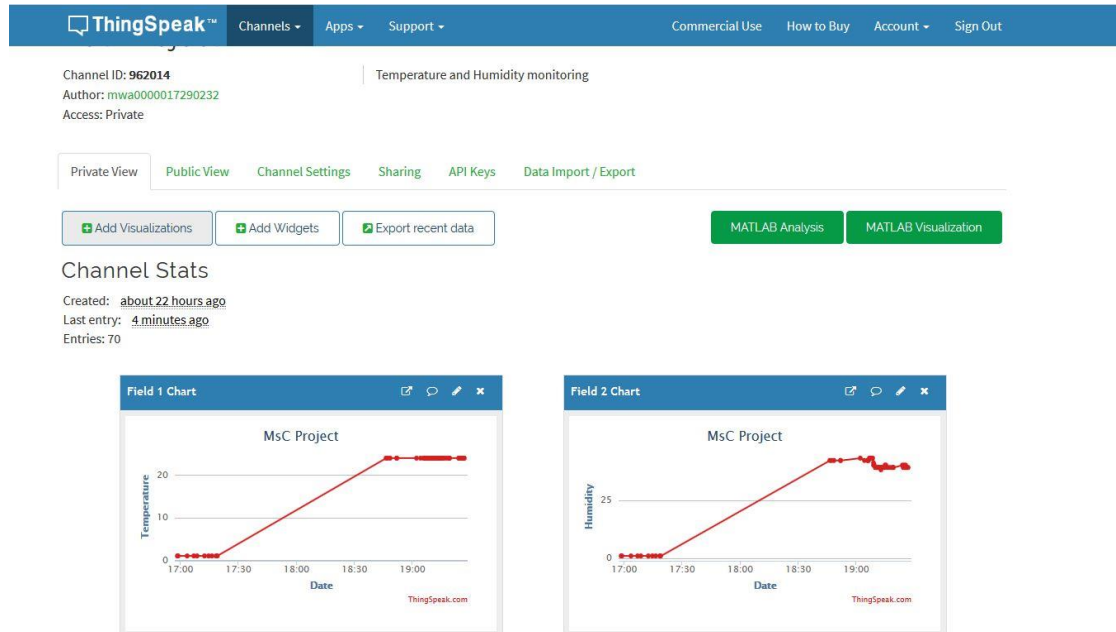 ThingSpeak™ Channels Apps Support Commercial Use How to Buy Account Sign Out
Channel ID: 962014
Temperature and Humidity monitoring
Author: mwa0000017290232
Access: Private
Private View Public View Channel Settings Sharing API Keys Data Import / Export
Add Visualizations Add Widgets Export recent data MATLAB Analysis MATLAB Visualization
Channel Stats
Created: about 22 hours ago
Last entry: 4 minutes ago
Entries: 70
Field 1 Chart
MsC Project
Temperature
20
10
0
17:00 17:30 18:00 18:30 19:00
Date
ThingSpeak.com
Field 2 Chart
MsC Project
Humidity
25
0
17:00 17:30 18:00 18:30 19:00
Date
ThingSpeak.com